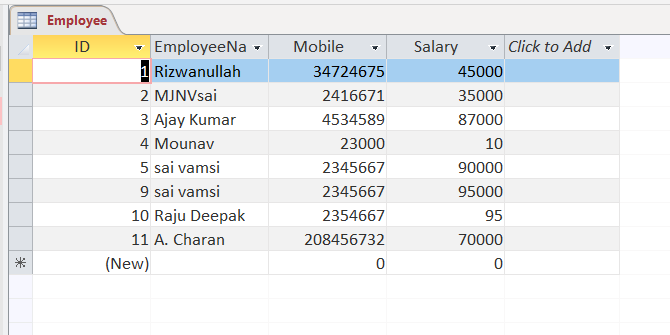 Employee
ID EmployeeNa Mobile Salary Click to Add
1 Rizwanullah 34724675 45000
2 MJNVsai 2416671 35000
3 Ajay Kumar 4534589 87000
4 Mounav 23000 10
5 sai vamsi 2345667 90000
9 sai vamsi 2345667 95000
10 Raju Deepak 2354667 95
11 A. Charan 208456732 70000
(New) 0 0